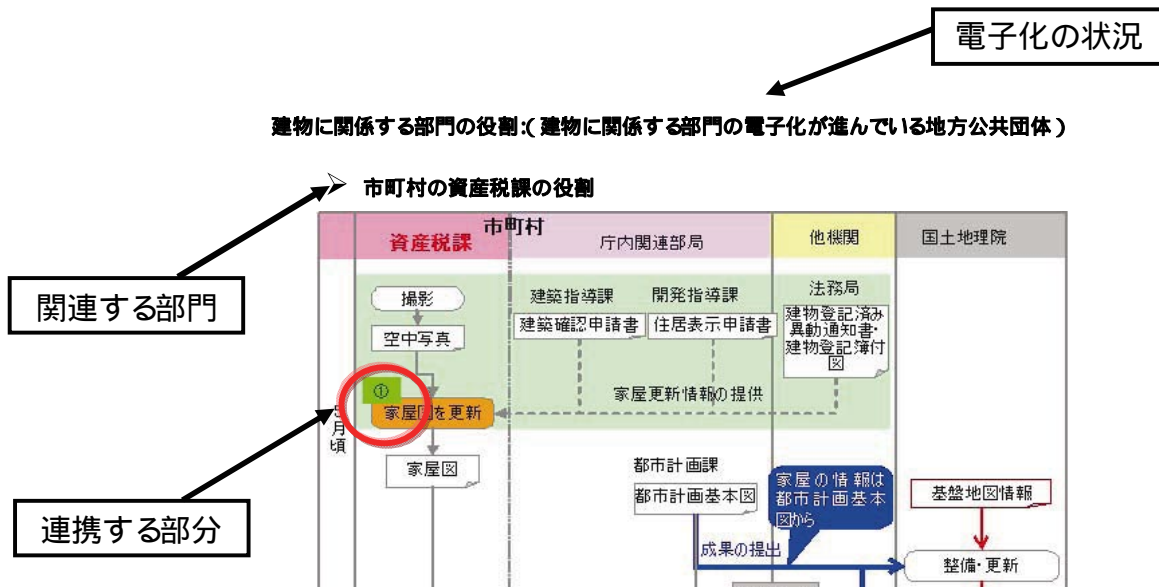 電子化の状況
建物に関係する部門の役割:(建物に関係する部門の電子化が進んでいる地方公共団体)
➢ 市町村の資産税課の役割
市町村
資産税課
庁内関連部局
他機関
国土地理院
関連する部門
撮影
空中写真
建築指導課
建築確認申請書
開発指導課
住居表示申請書
法務局
建物登記済み
異動通知書・
建物登記簿付
図
家屋更新情報の提供
①
家屋図を更新
5月頃
家屋図
連携する部分
都市計画課
都市計画基本図
家屋の情報は
都市計画基本
図から
基盤地図情報
成果の提出
整備・更新